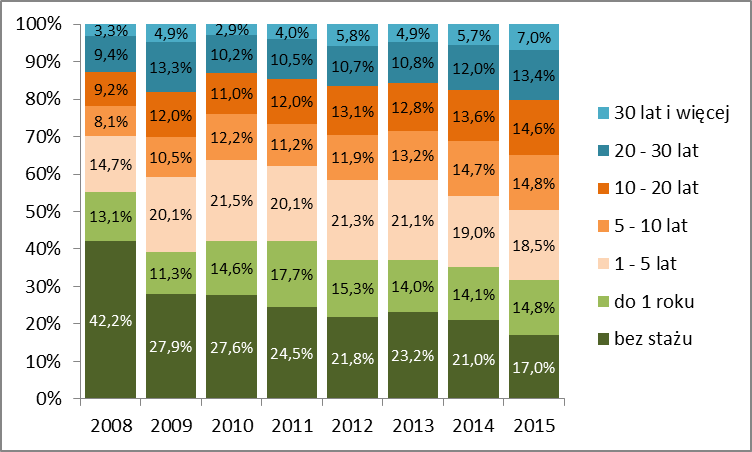 100%
90%
80%
70%
60%
50%
40%
30%
20%
10%
0%
3,3% 4,9% 2,9% 4,0% 5,8% 4,9% 5,7% 7,0%
9,4% 13,3% 10,2% 10,5% 10,7% 10,8% 12,0% 13,4%
9,2% 12,0% 11,0% 12,0% 13,1% 12,8% 13,6% 14,6%
8,1% 10,5% 12,2% 11,2% 11,9% 13,2% 14,7% 14,8%
14,7% 20,1% 21,5% 20,1% 21,3% 21,1% 19,0% 18,5%
13,1% 11,3% 14,6% 17,7% 15,3% 14,0% 14,1% 14,8%
42,2% 27,9% 27,6% 24,5% 21,8% 23,2% 21,0% 17,0%
2008 2009 2010 2011 2012 2013 2014 2015
30 lat i więcej
20 - 30 lat
10 - 20 lat
5 - 10 lat
1 - 5 lat
do 1 roku
bez stażu